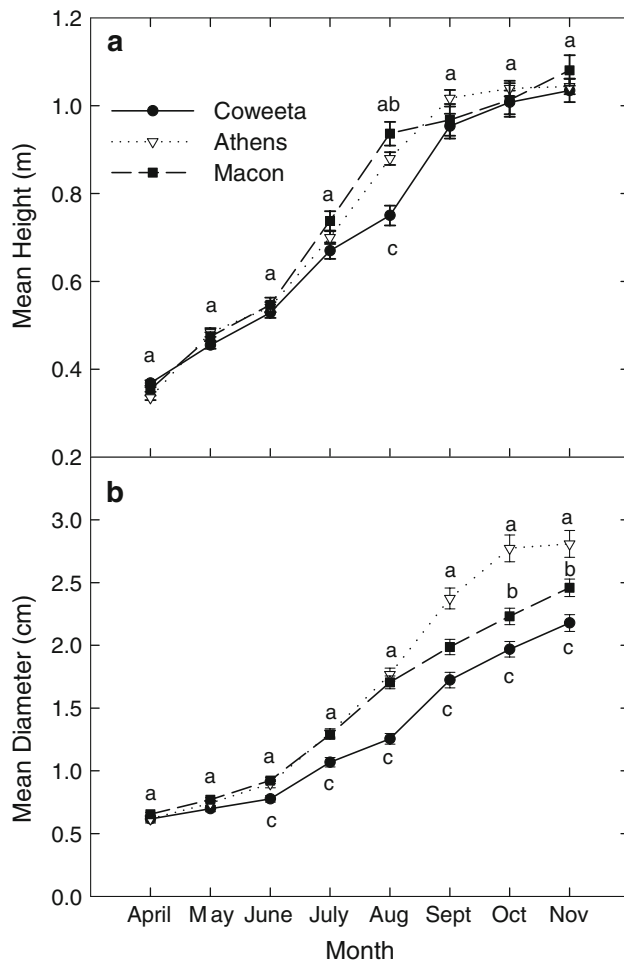 a
Mean Height (m)
1.2
1.0
0.8
0.6
0.4
0.2
Coweeta
Athens
Macon
a
a
a
a
ab
c
a
a
a
b
Mean Diameter (cm)
3.0
2.5
2.0
1.5
1.0
0.5
0.0
a
a
a
c
a
c
a
c
a
c
a
b
c
a
b
c
April May June July Aug Sept Oct Nov
Month